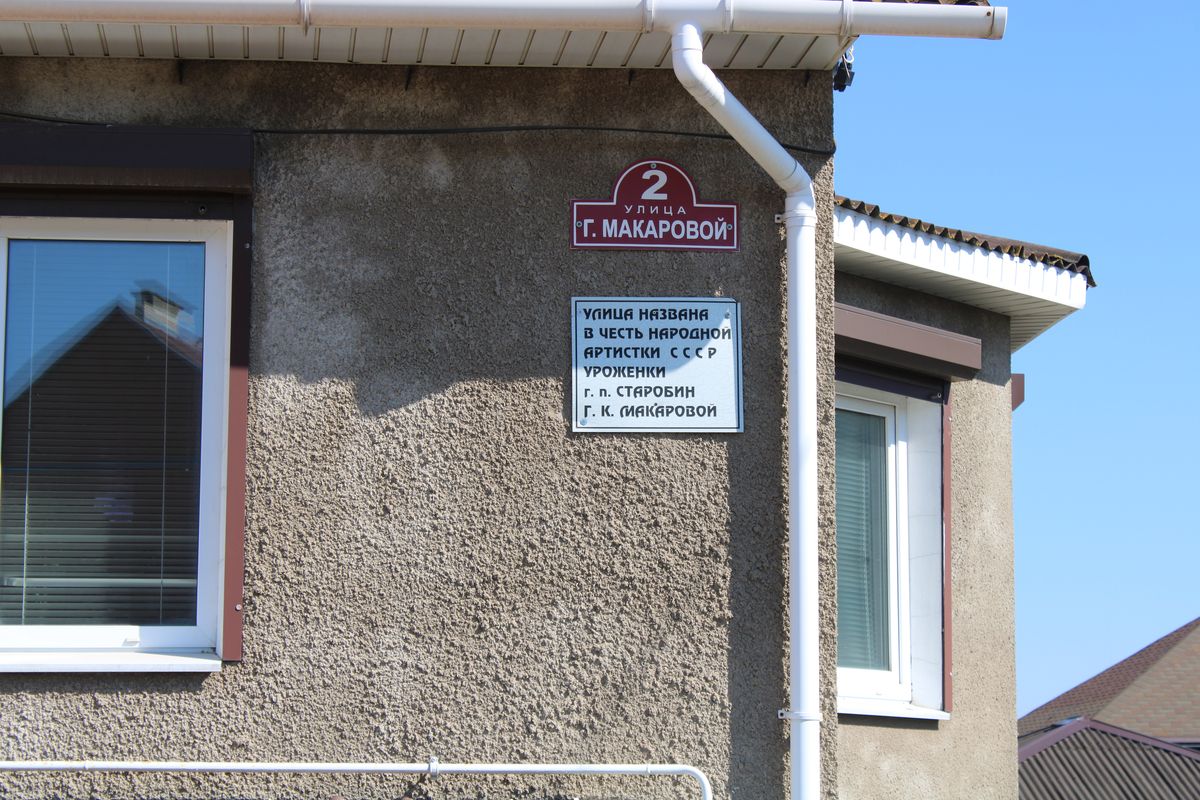 2
УЛИЦА
Г. МАКАРОВОЙ
УЛИЦА НАЗВАНА
В ЧЕСТЬ НАРОДНОЙ
АРТИСТКИ СССР
УРОЖЕНКИ
г. п. СТАРОБИН
Г. К. МАКАРОВОЙ